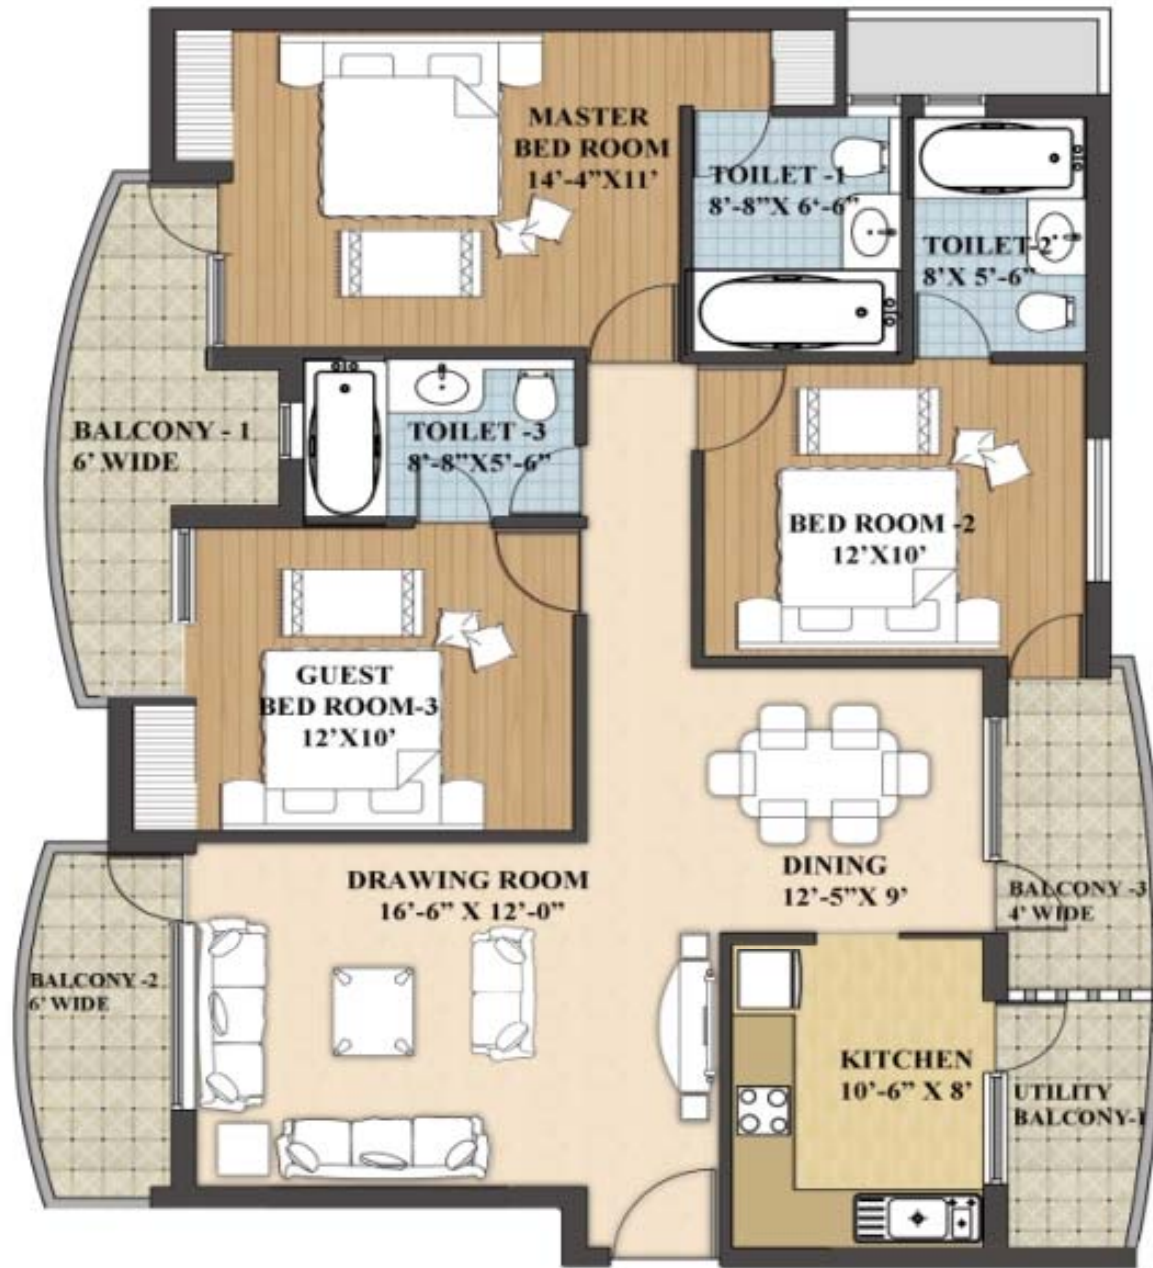 MASTER
BED ROOM
14’-4”X11’
TOILET -1
8’-8”X 6‘-6”
TOILET-2
8’X 5’-6”
BALCONY - 1
6’ WIDE
TOILET -3
8’-8”X5’-6”
BED ROOM -2
12’X10’
GUEST
BED ROOM-3
12’X10’
DRAWING ROOM
16’-6” X 12’-0”
DINING
12’-5”X 9’
BALCONY -3
4’ WIDE
BALCONY -2
6’ WIDE
KITCHEN
10’-6” X 8’
UTILITY
BALCONY-1